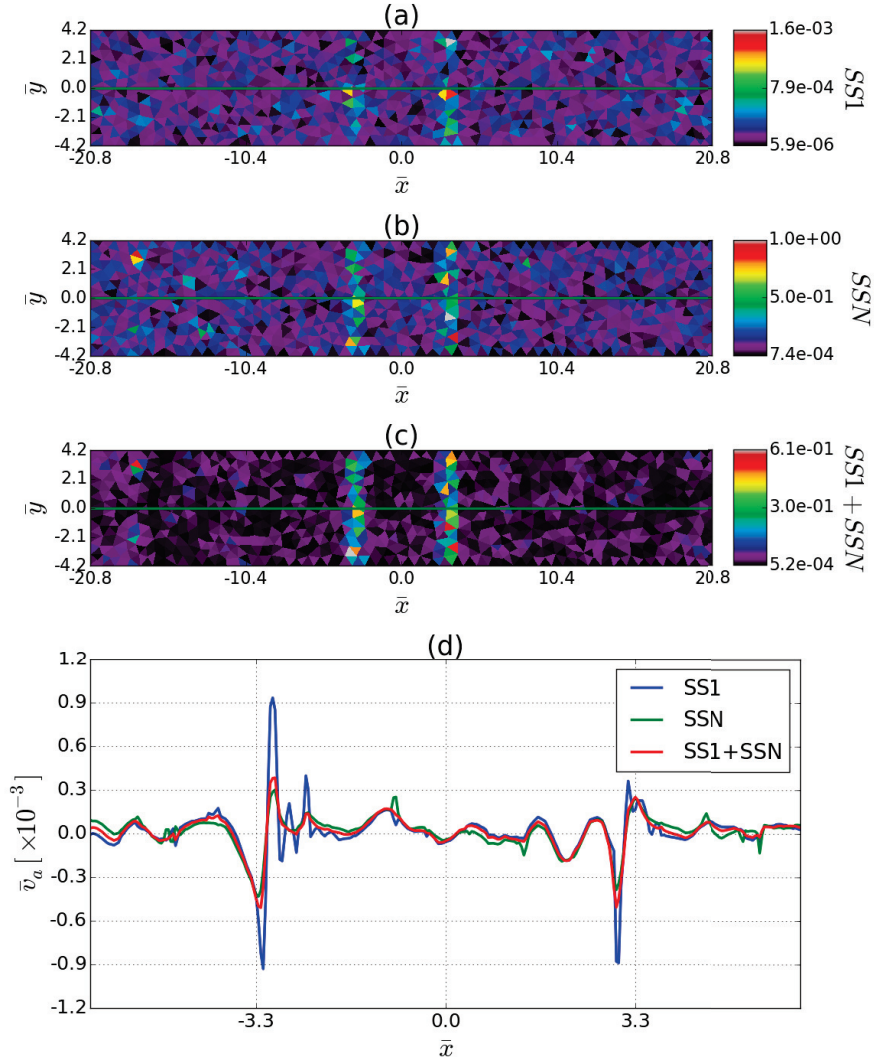 (a)
4.2
2.1
0.0
-2.1
-4.2
ȳ
-20.8 -10.4 0.0 10.4 20.8
x̄
1.6e-03
7.9e-04
5.9e-06
SS1
(b)
4.2
2.1
0.0
-2.1
-4.2
ȳ
-20.8 -10.4 0.0 10.4 20.8
x̄
1.0e+00
5.0e-01
7.4e-04
SSN
(c)
4.2
2.1
0.0
-2.1
-4.2
ȳ
-20.8 -10.4 0.0 10.4 20.8
x̄
6.1e-01
3.0e-01
5.2e-04
SS1 + SSN
(d)
1.2
0.9
0.6
0.3
0.0
-0.3
-0.6
-0.9
-1.2
v̄ₐ [ ×10⁻³]
SS1
SSN
SS1+SSN
-3.3 0.0 3.3
x̄